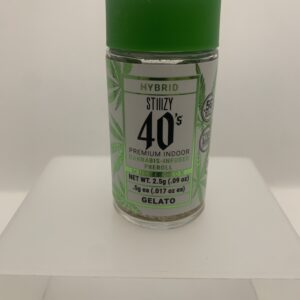 HYBRID
STIIIZY
40's
PREMIUM INDOOR
CANNABIS-INFUSED
PREROLL
NET WT. 2.5g (.09 oz)
.5g ea (.017 oz ea)
GELATO